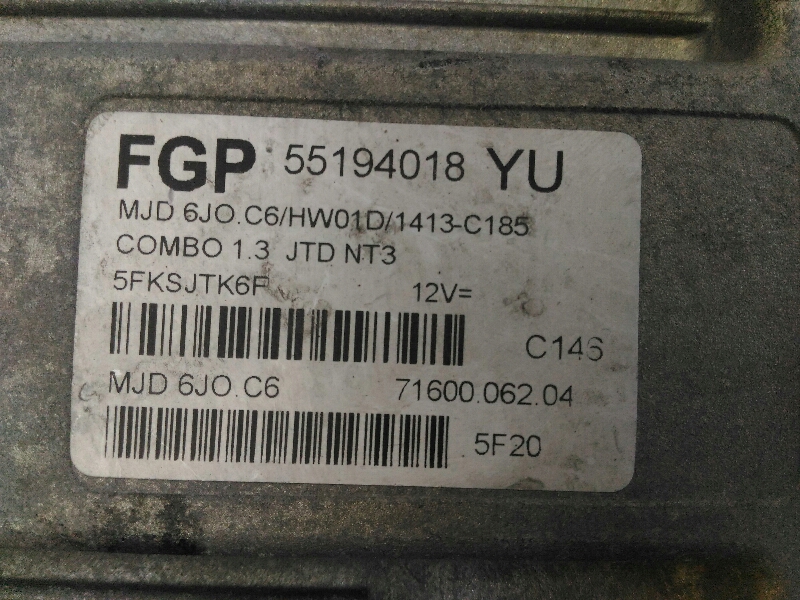 FGP 55194018 YU
MJD 6JO.C6/HW01D/1413-C185
COMBO 1.3 JTD NT3
5FKSJTK6F 12V=
C146
MJD 6JO.C6 71600.062.04
5F20